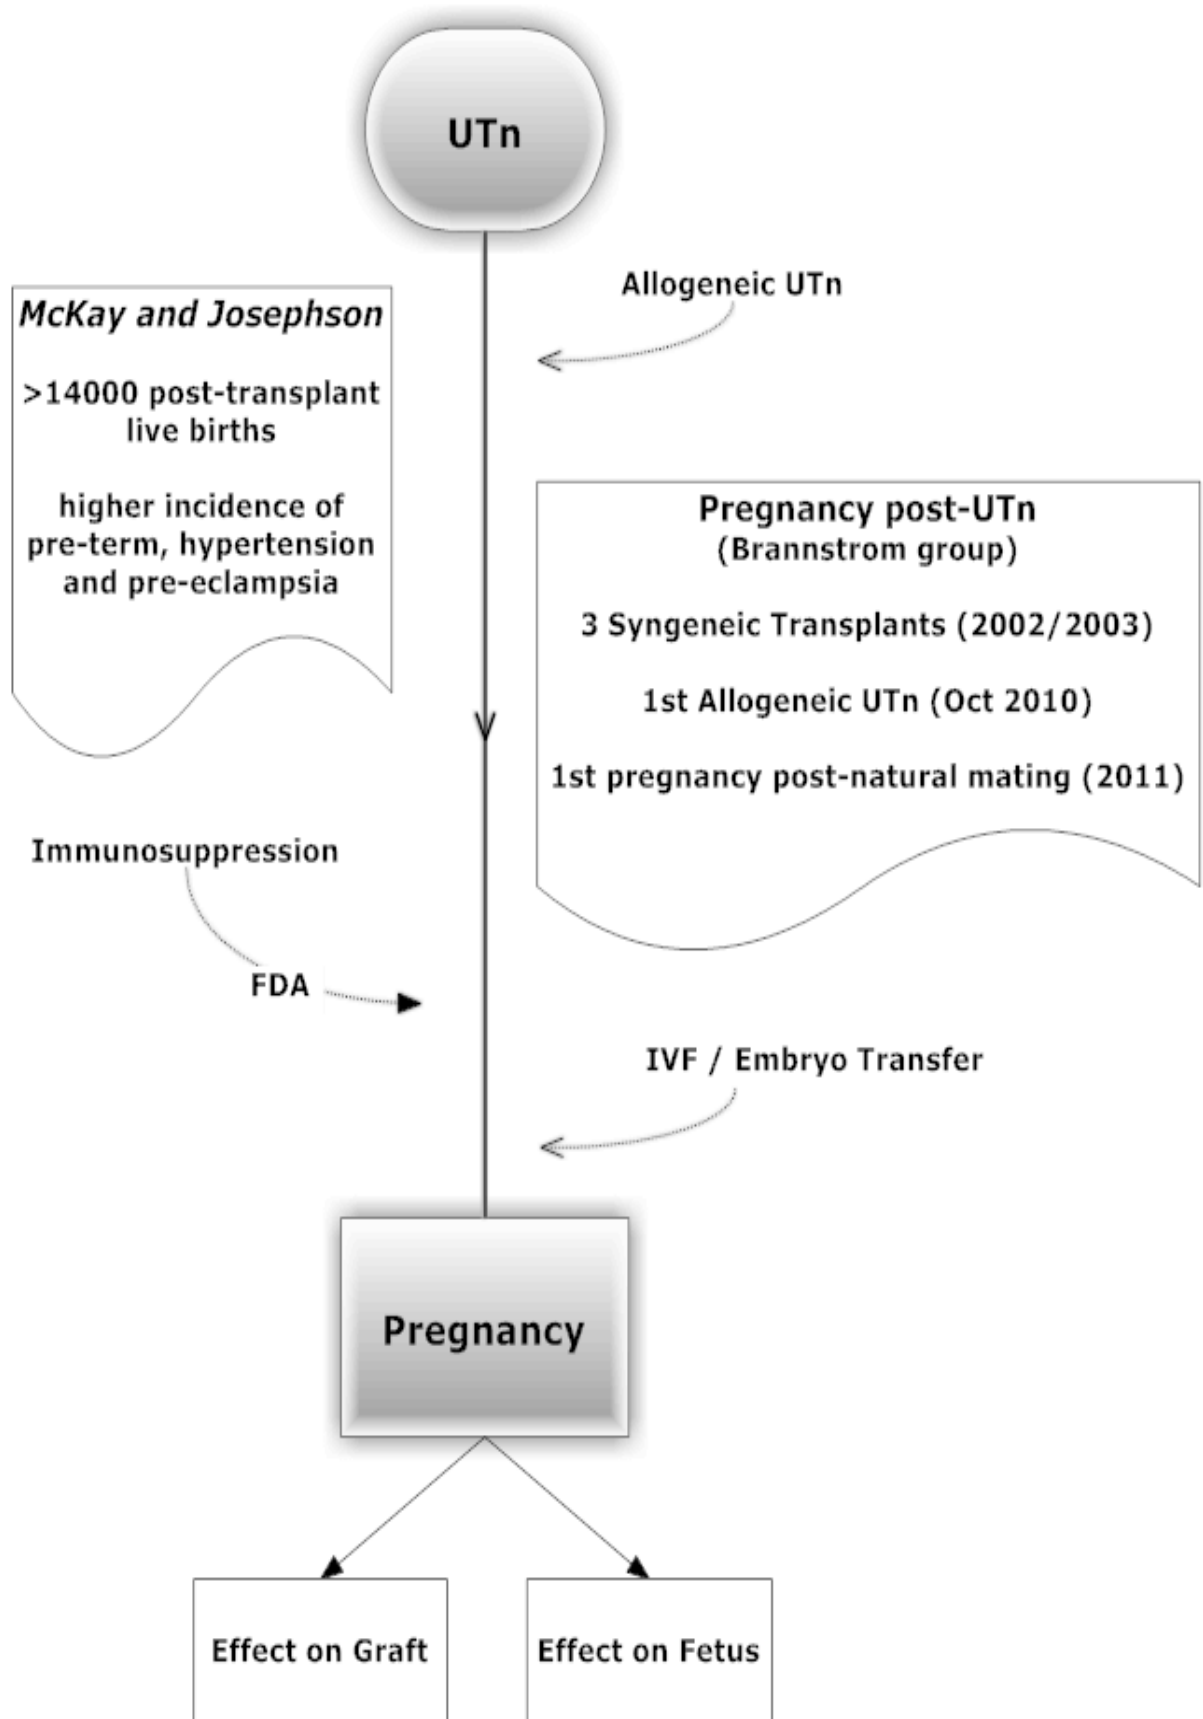 UTn
Allogeneic UTn
McKay and Josephson
>14000 post-transplant
live births
higher incidence of
pre-term, hypertension
and pre-eclampsia
Pregnancy post-UTn
(Brannstrom group)
3 Syngeneic Transplants (2002/2003)
1st Allogeneic UTn (Oct 2010)
1st pregnancy post-natural mating (2011)
Immunosuppression
FDA
IVF / Embryo Transfer
Pregnancy
Effect on Graft
Effect on Fetus